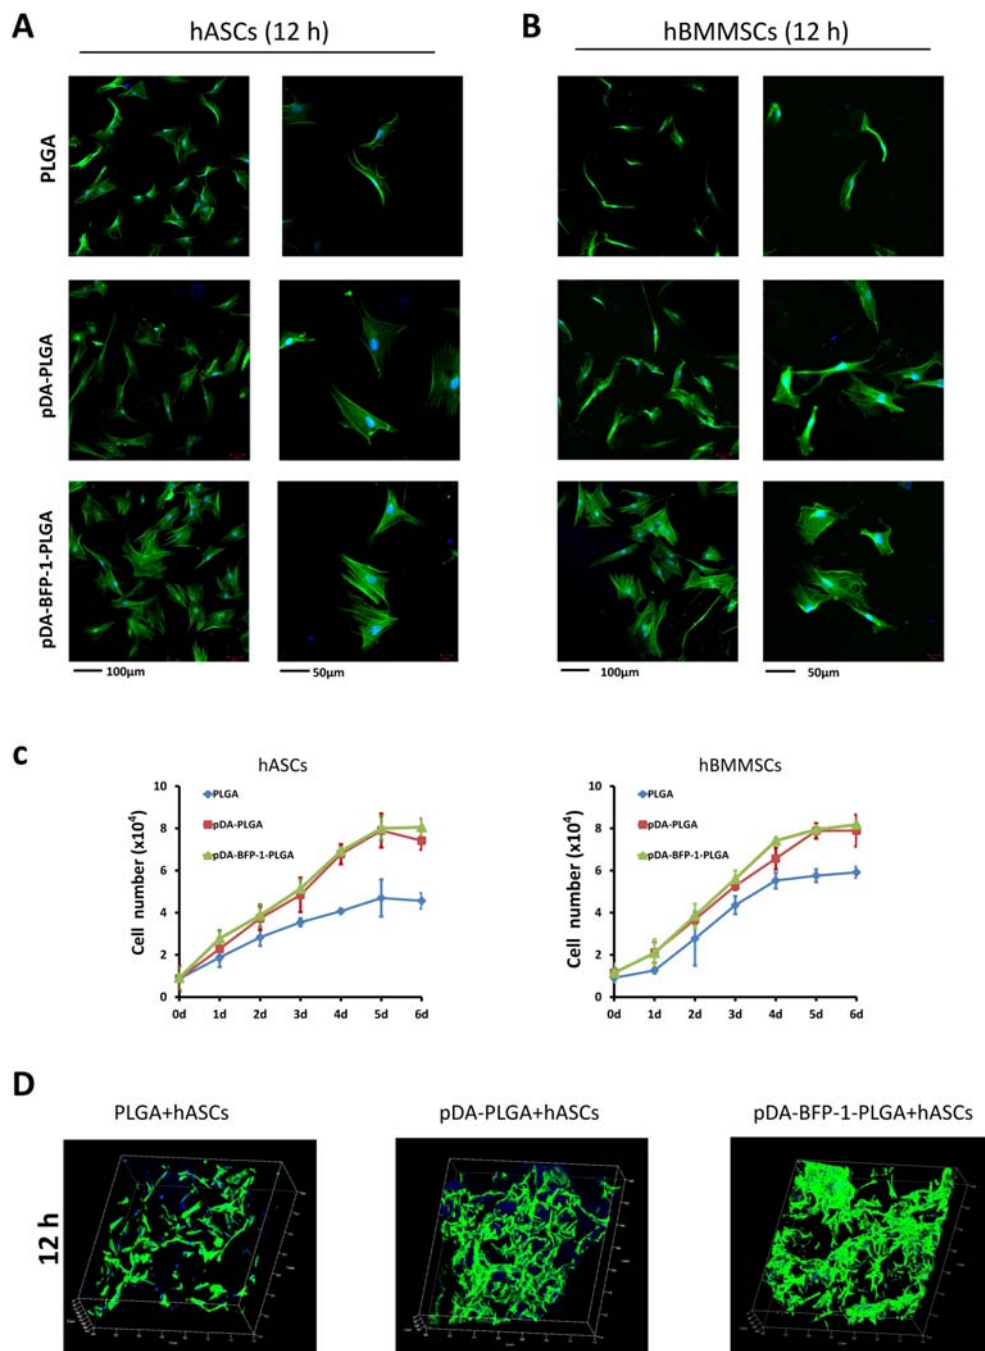 A
hASCs (12 h)
B
hBMMSCs (12 h)
PLGA
pDA-PLGA
pDA-BFP-1-PLGA
100μm
50μm
100μm
50μm
c
hASCs
hBMMSCs
Cell number (x10⁴)
10
8
6
4
2
0
PLGA
pDA-PLGA
pDA-BFP-1-PLGA
0d 1d 2d 3d 4d 5d 6d
Cell number (x10⁴)
10
8
6
4
2
0
PLGA
pDA-PLGA
pDA-BFP-1-PLGA
0d 1d 2d 3d 4d 5d 6d
D
PLGA+hASCs
pDA-PLGA+hASCs
pDA-BFP-1-PLGA+hASCs
12 h